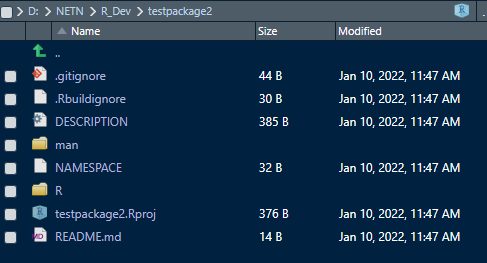 D: NETN R_Dev testpackage2
Name Size Modified
..
.gitignore 44 B Jan 10, 2022, 11:47 AM
.Rbuildignore 30 B Jan 10, 2022, 11:47 AM
DESCRIPTION 385 B Jan 10, 2022, 11:47 AM
man
NAMESPACE 32 B Jan 10, 2022, 11:47 AM
R
testpackage2.Rproj 376 B Jan 10, 2022, 11:47 AM
README.md 14 B Jan 10, 2022, 11:47 AM